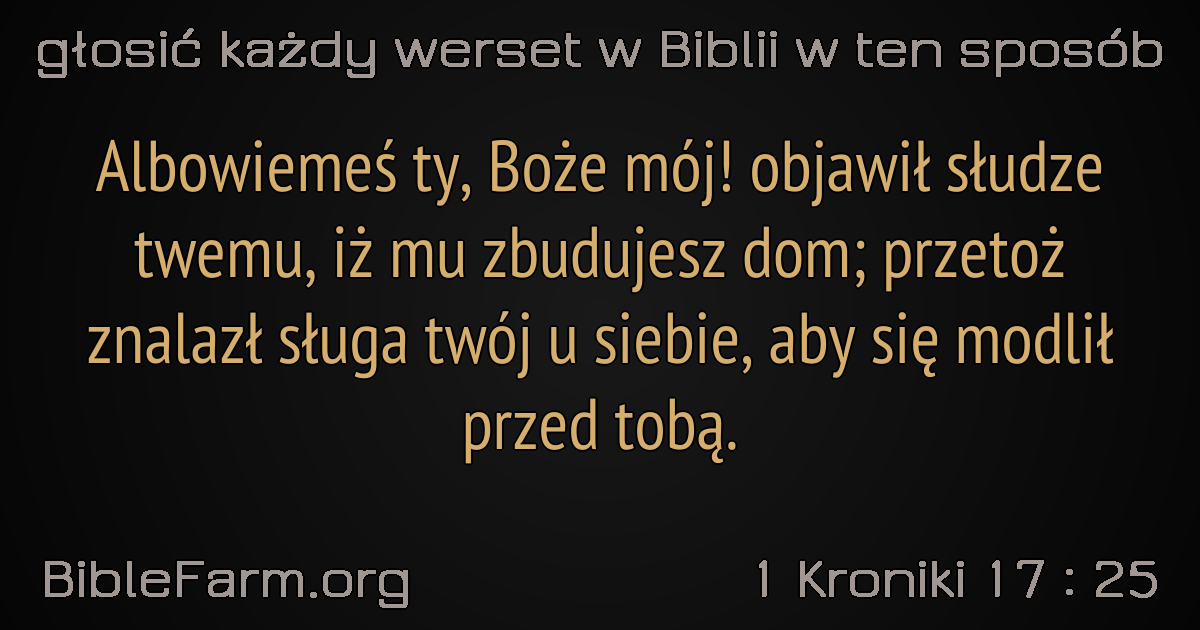 głosić każdy werset w Biblii w ten sposób
Albowiemeś ty, Boże mój! objawił słudze
twemu, iż mu zbudujesz dom; przetoż
znalazł sługa twój u siebie, aby się modlił
przed tobą.
BibleFarm.org
1 Kroniki 17 : 25